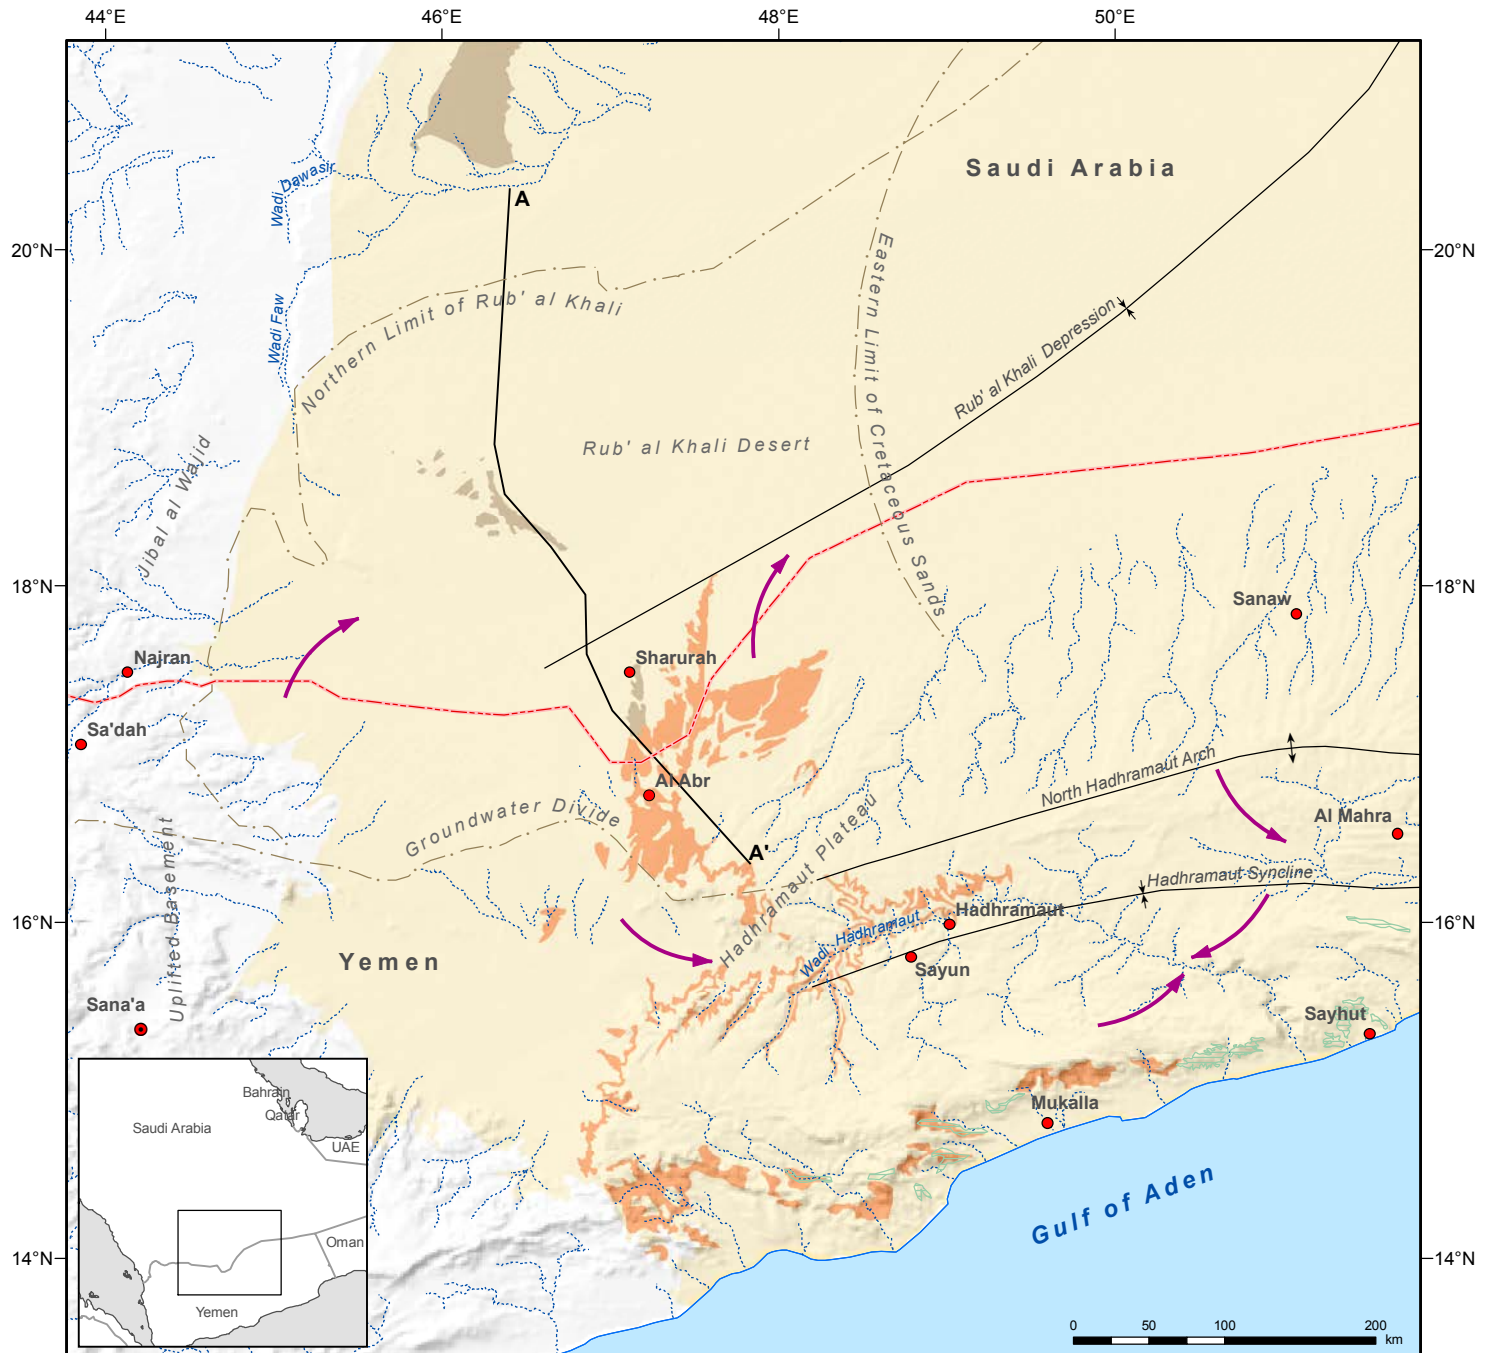 44°E
46°E
48°E
50°E
Saudi Arabia
Wadi Dawasir
A
20°N
20°N
Eastern Limit of Cretaceous Sands
Northern Limit of Rub' al Khali
Wadi Faw
Rub' al Khali Depression
Rub' al Khali Desert
Jibal al Wajid
18°N
18°N
Sanaw
Najran
Sharurah
Sa'dah
Al Abr
North Hadhramaut Arch
Groundwater Divide
Al Mahra
A'
Hadhramaut Plateau
Hadhramaut Syncline
Uplifted Basement
16°N
16°N
Hadhramaut
Wadi Hadhramaut
Yemen
Sayun
Sana'a
Sayhut
Bahrain
Qatar
Saudi Arabia
UAE
Mukalla
Gulf of Aden
Oman
14°N
14°N
Yemen
0 50 100 200
km